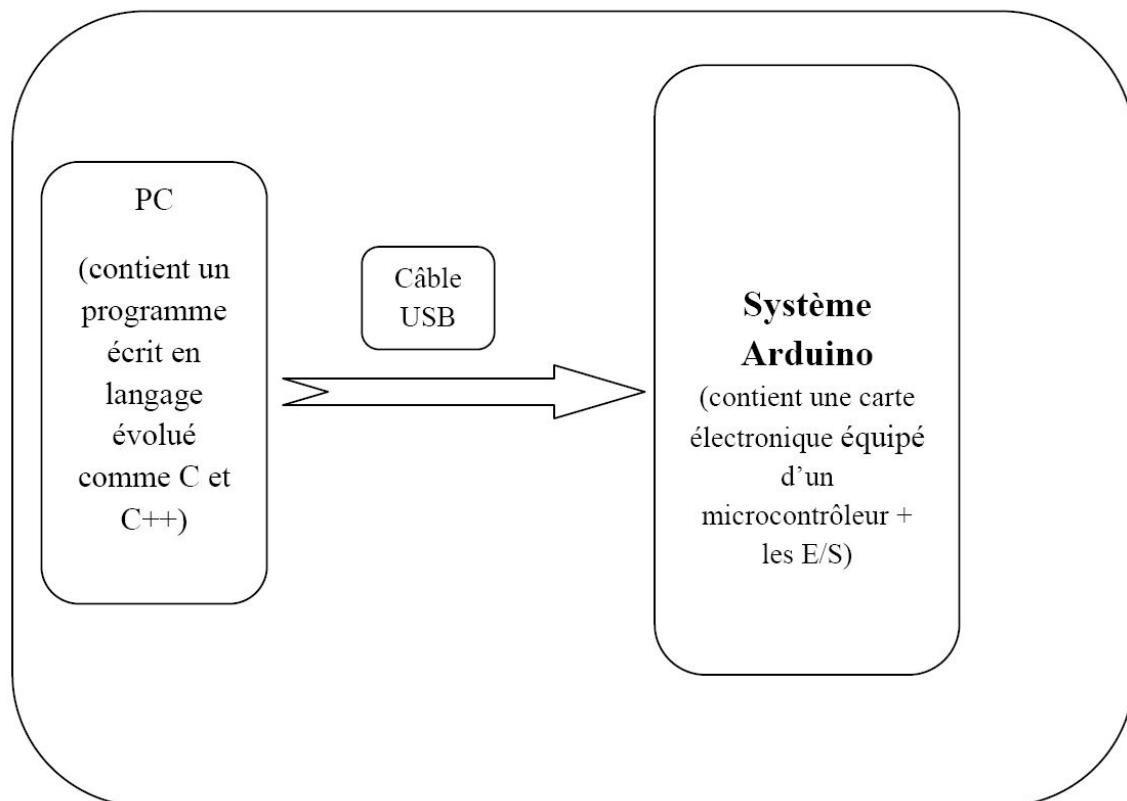 PC
(contient un
programme
écrit en
langage
évolué
comme C et
C++)
Câble
USB
Système
Arduino
(contient une carte
électronique équipé
d’un
microcontrôleur +
les E/S)